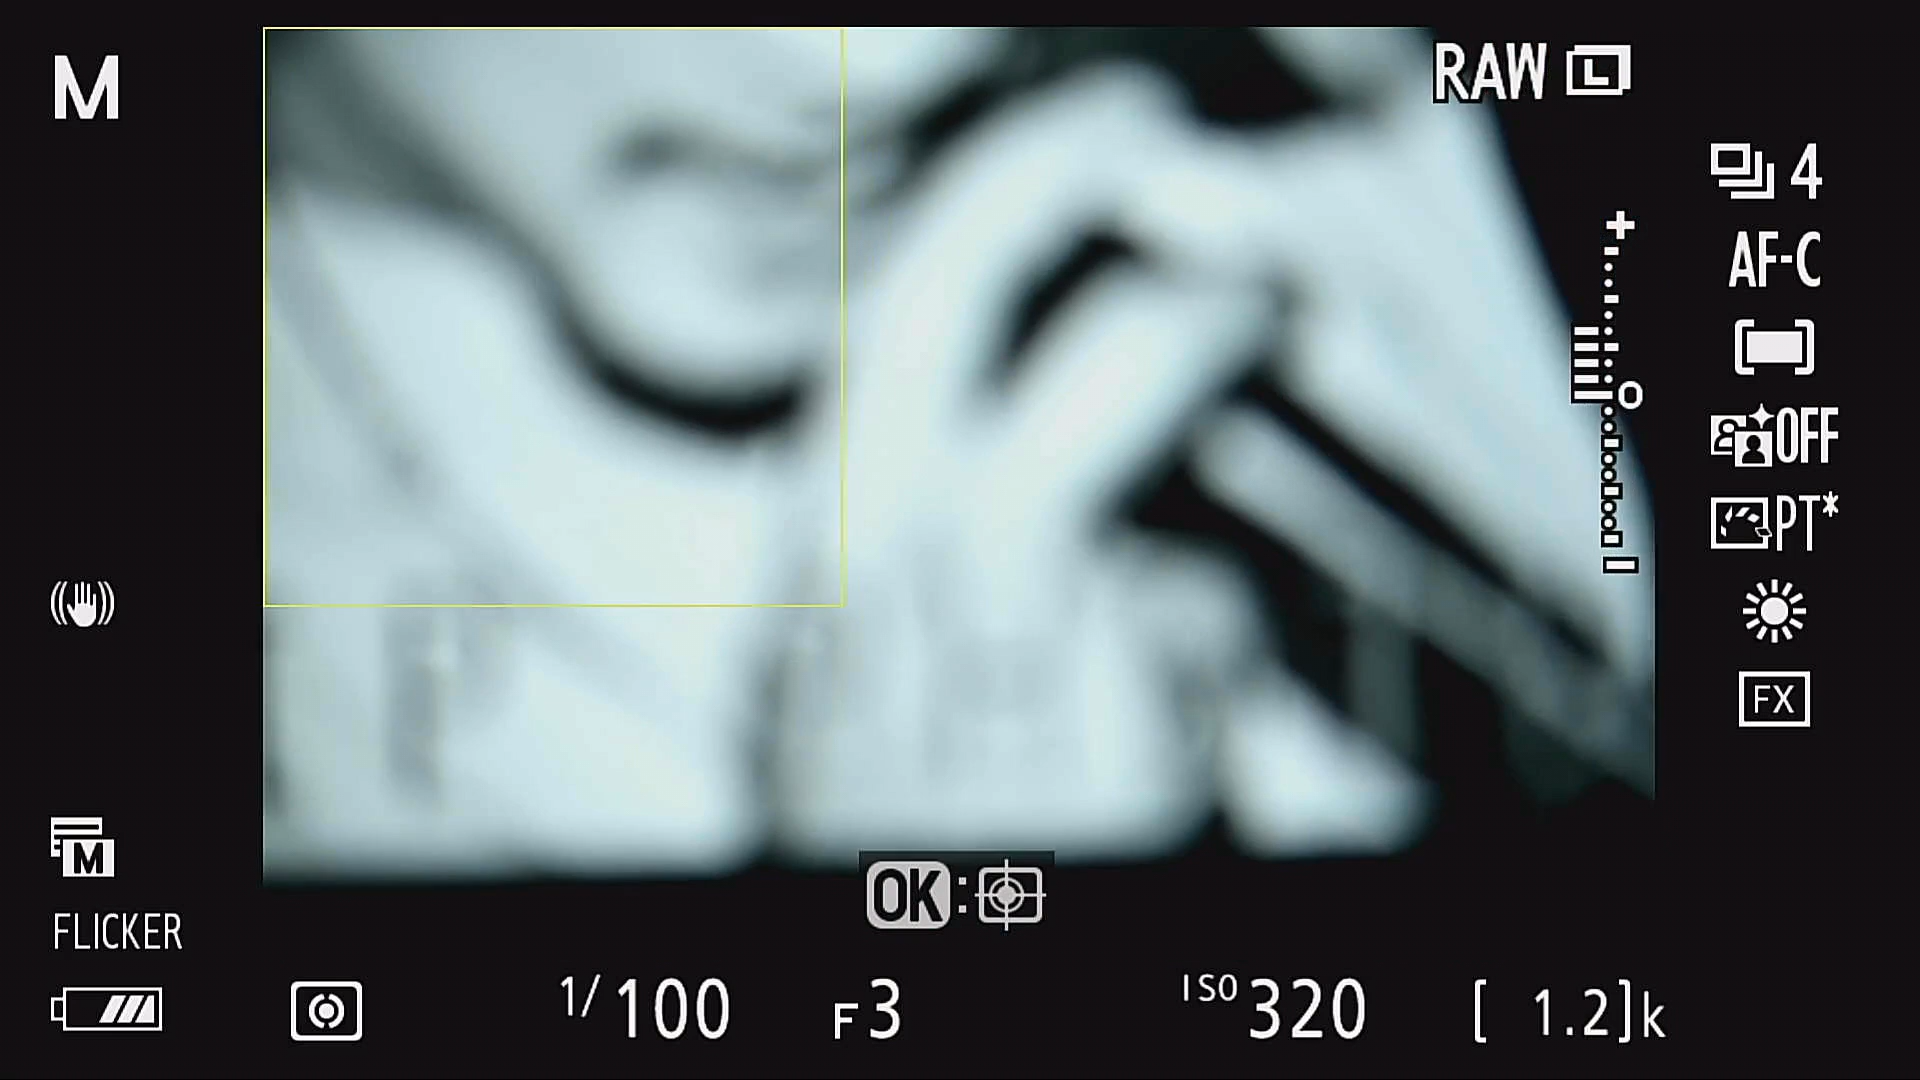 M
RAW L
4
AF-C
OFF
PT*
FX
M
FLICKER
OK:
1/100 F3 ISO 320 [ 1.2]k